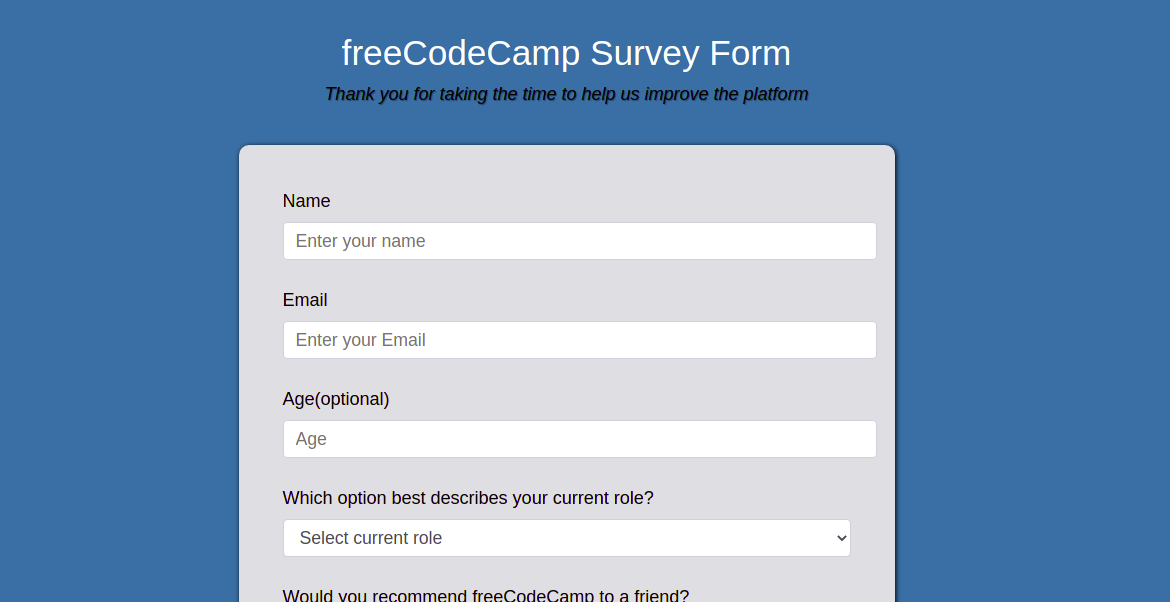 freeCodeCamp Survey Form
Thank you for taking the time to help us improve the platform
Name
Enter your name
Email
Enter your Email
Age(optional)
Age
Which option best describes your current role?
Select current role
Would you recommend freeCodeCamp to a friend?